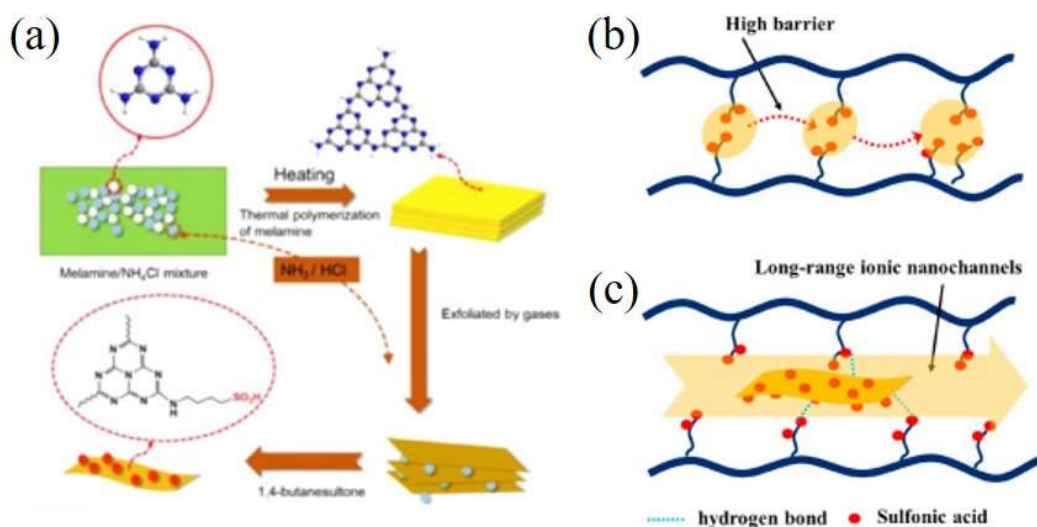 (a)
Heating
Thermal polymerization
of melamine
Melamine/NH₄Cl mixture
NH₃ / HCl
Exfoliated by gases
N N
N N N
N N N
N
H
SO₃H
1,4-butanesultone
(b)
High barrier
(c)
Long-range ionic nanochannels
hydrogen bond
Sulfonic acid